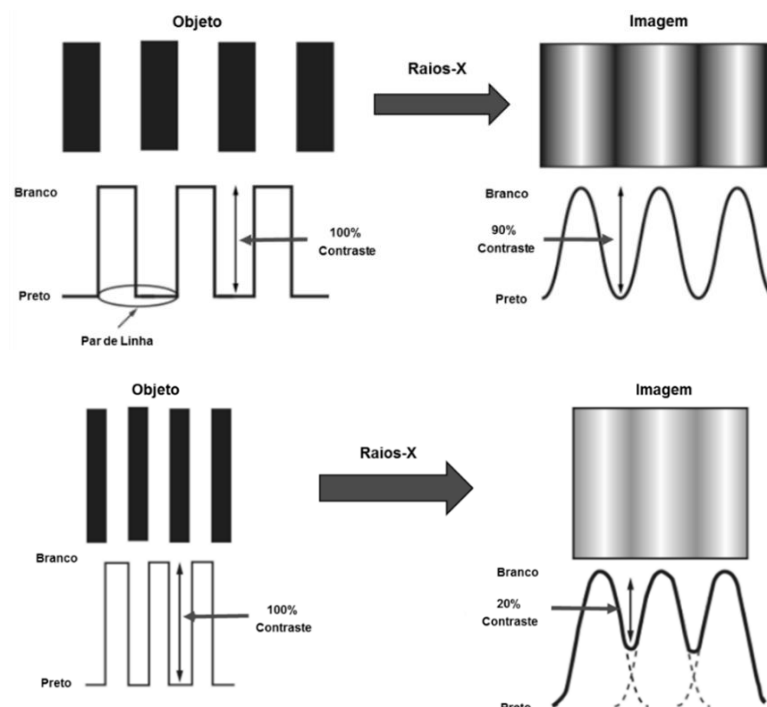 Objeto
Imagem
Raios-X
Branco
100%
Contraste
Preto
Par de Linha
Branco
90%
Contraste
Preto
Objeto
Imagem
Raios-X
Branco
100%
Contraste
Preto
Branco
20%
Contraste
Preto